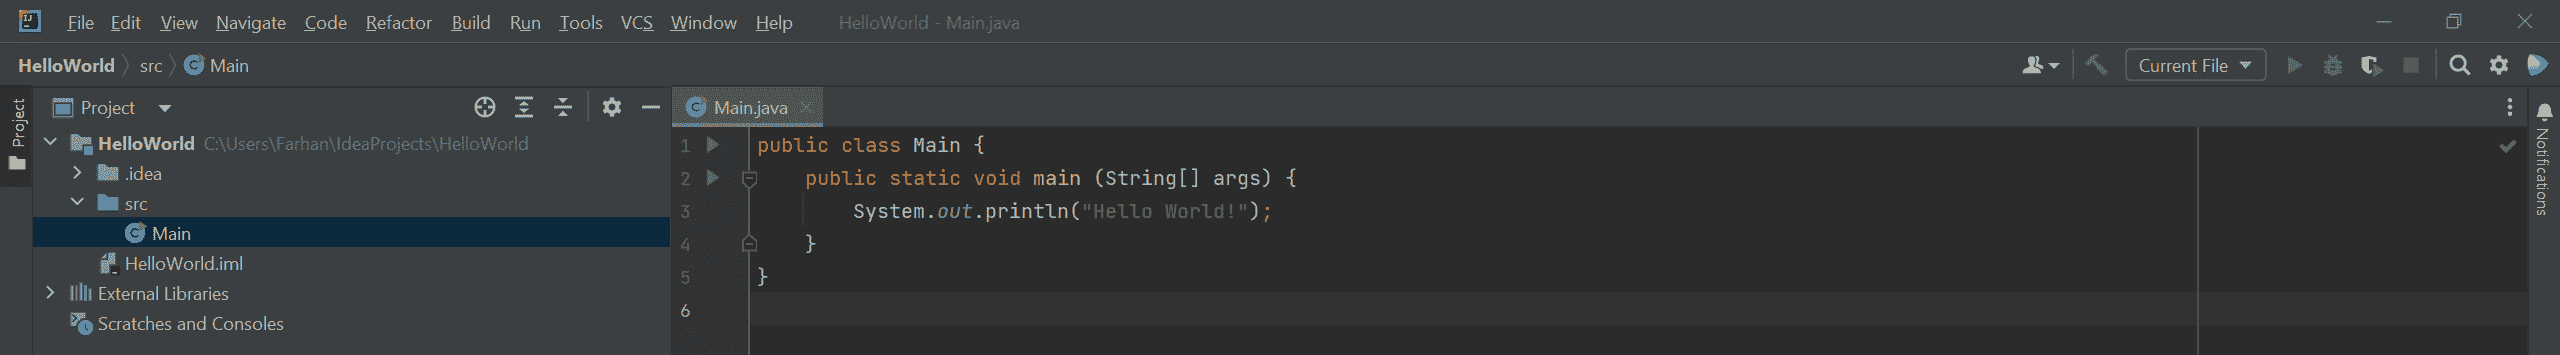 File Edit View Navigate Code Refactor Build Run Tools VCS Window Help HelloWorld - Main.java
HelloWorld src Main Current File
Project
Project
HelloWorld C:\Users\Farhan\IdeaProjects\HelloWorld
.idea
src
Main
HelloWorld.iml
External Libraries
Scratches and Consoles
Main.java
1 public class Main {
2 public static void main (String[] args) {
3 System.out.println("Hello World!");
4 }
5 }
6
Notifications